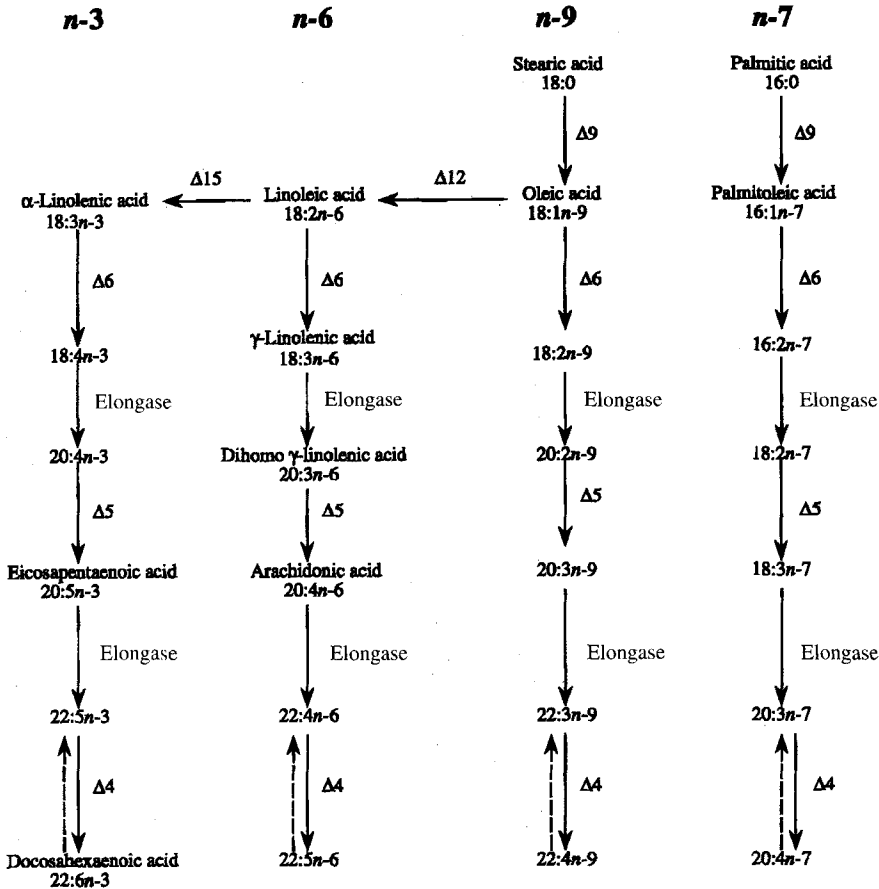 n-3 n-6 n-9 n-7
Stearic acid Palmitic acid
18:0 16:0
Δ9 Δ9
Δ15 Δ12
α-Linolenic acid Linoleic acid Oleic acid Palmitoleic acid
18:3n-3 18:2n-6 18:1n-9 16:1n-7
Δ6 Δ6 Δ6 Δ6
γ-Linolenic acid
18:4n-3 18:3n-6 18:2n-9 16:2n-7
Elongase Elongase Elongase Elongase
20:4n-3 Dihomo γ-linolenic acid 20:2n-9 18:2n-7
20:3n-6
Δ5 Δ5 Δ5 Δ5
Eicosapentaenoic acid Arachidonic acid 20:3n-9 18:3n-7
20:5n-3 20:4n-6
Elongase Elongase Elongase Elongase
22:5n-3 22:4n-6 22:3n-9 20:3n-7
Δ4 Δ4 Δ4 Δ4
Docosahexaenoic acid 22:5n-6 22:4n-9 20:4n-7
22:6n-3